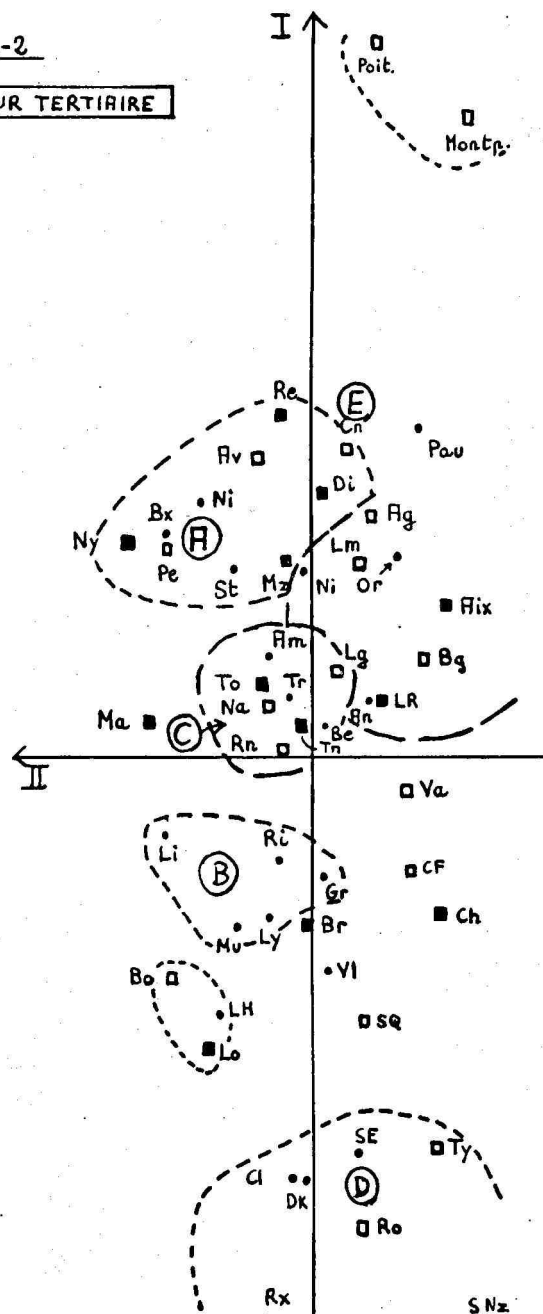 -2
I
UR TERTIAIRE
Poit.
Montp.
Re
E
Cn
Pau
Av
Di
Ni
Ag
Bx
A
Ny
Lm
Pe
St
Mz
Ni
Or
Aix
Am
Lg
Bg
To
Tr
Na
An
LR
Ma
C
Be
Rn
Tn
II
Va
Li
Ri
B
CF
Gr
Ch
Mu
Ly
Br
Vl
Bo
LH
SQ
Lo
SE
Ty
Cl
DK
D
Ro
Rx
SNz